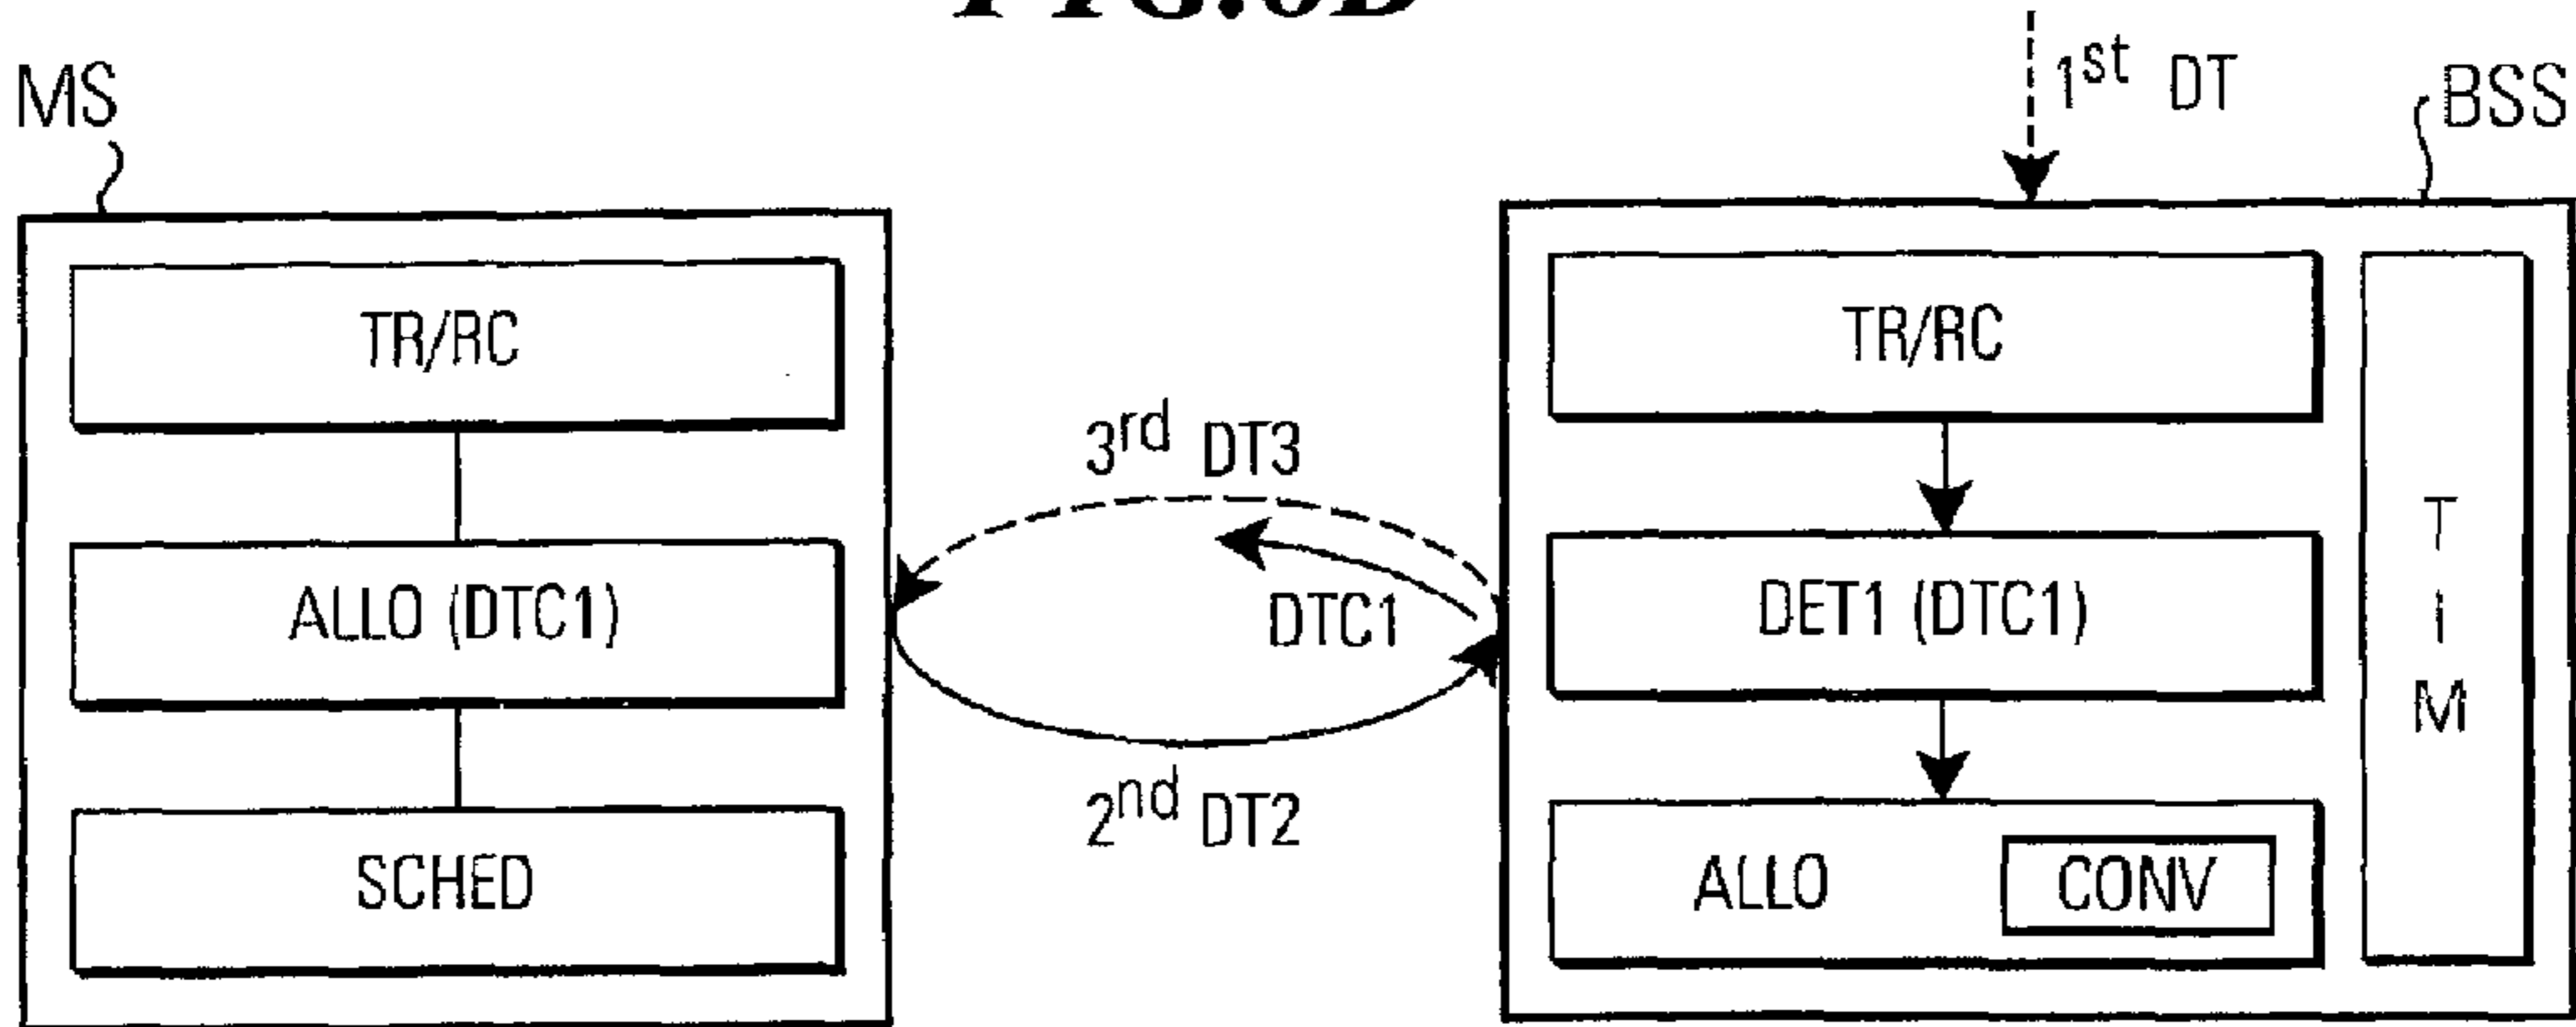 MS
1st DT
BSS
TR/RC
TR/RC
3rd DT3
ALLO (DTC1)
DTC1
DET1 (DTC1)
TIM
2nd DT2
SCHED
ALLO
CONV